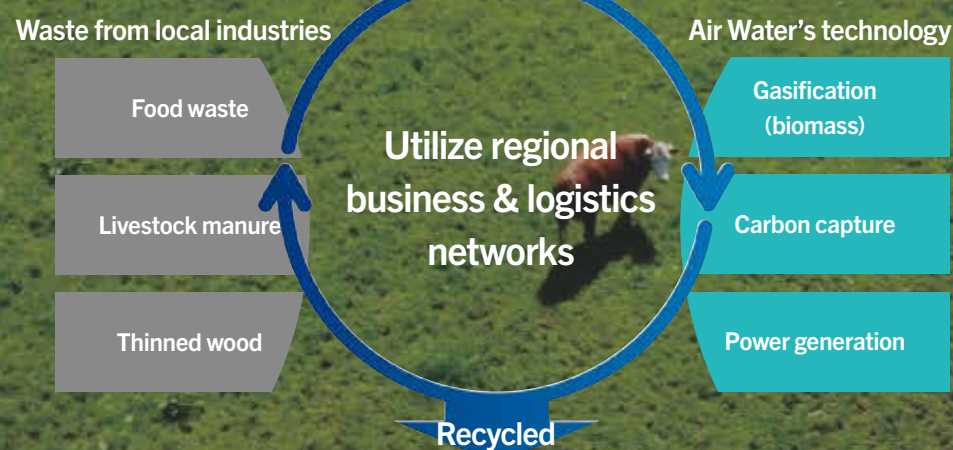 Waste from local industries
Food waste
Livestock manure
Thinned wood
Utilize regional
business & logistics
networks
Air Water's technology
Gasification
(biomass)
Carbon capture
Power generation
Recycled